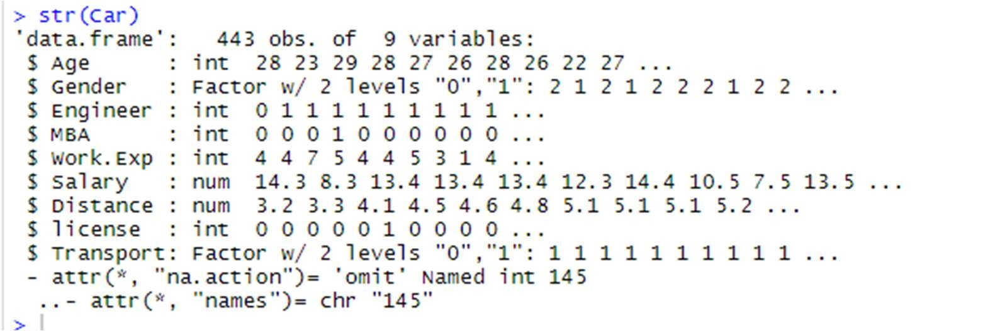 > str(Car)
'data.frame':   443 obs. of  9 variables:
 $ Age      : int  28 23 29 28 27 26 28 26 22 27 ...
 $ Gender   : Factor w/ 2 levels "0","1": 2 1 2 1 2 2 2 1 2 2 ...
 $ Engineer : int  0 1 1 1 1 1 1 1 1 1 ...
 $ MBA      : int  0 0 0 1 0 0 0 0 0 0 ...
 $ Work.Exp : int  4 4 7 5 4 4 5 3 1 4 ...
 $ Salary   : num  14.3 8.3 13.4 13.4 13.4 12.3 14.4 10.5 7.5 13.5 ...
 $ Distance : num  3.2 3.3 4.1 4.5 4.6 4.8 5.1 5.1 5.1 5.2 ...
 $ license  : int  0 0 0 0 0 1 0 0 0 0 ...
 $ Transport: Factor w/ 2 levels "0","1": 1 1 1 1 1 1 1 1 1 1 ...
 - attr(*, "na.action")= 'omit' Named int 145
  ..- attr(*, "names")= chr "145"
>